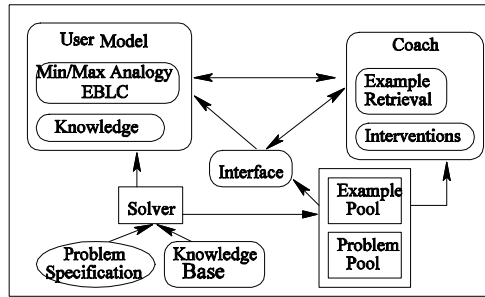 User Model
Min/Max Analogy
EBLC
Knowledge
Coach
Example
Retrieval
Interventions
Interface
Solver
Example
Pool
Problem
Pool
Problem
Specification
Knowledge
Base